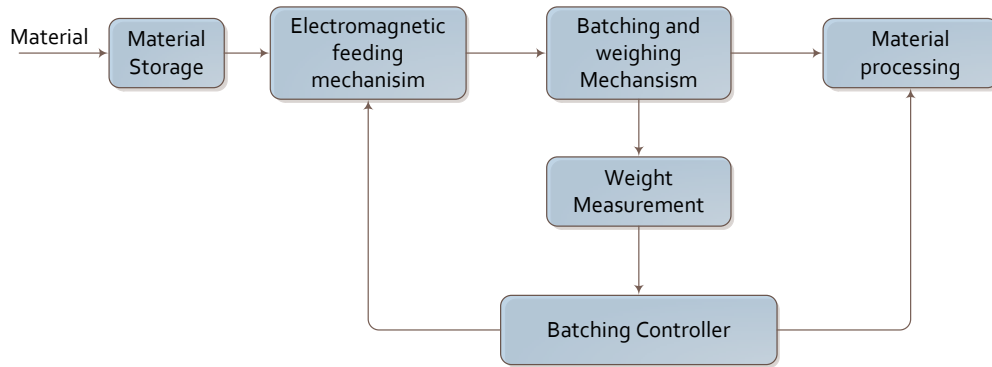 Material
Material
Storage
Electromagnetic
feeding
mechanisim
Batching and
weighing
Mechansism
Material
processing
Weight
Measurement
Batching Controller